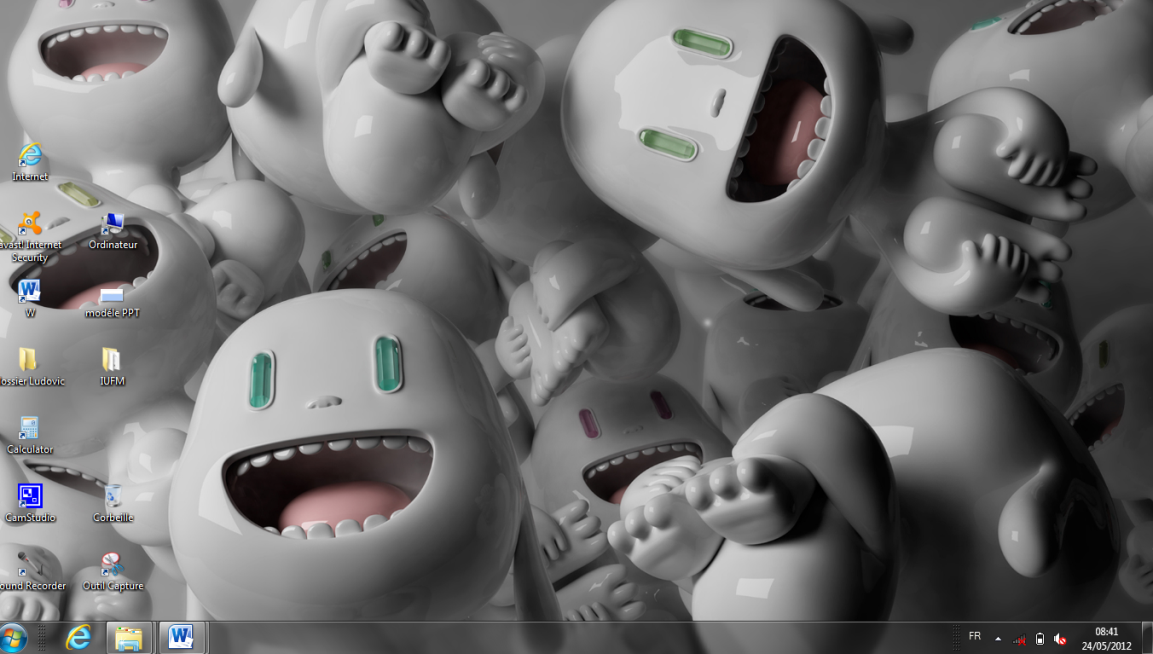 Internet
avast! Internet
Security
Ordinateur
W
modèle PPT
ossier Ludovic
IUFM
Calculator
CamStudio
Corbeille
ound Recorder
Outil Capture
FR
08:41
24/05/2012